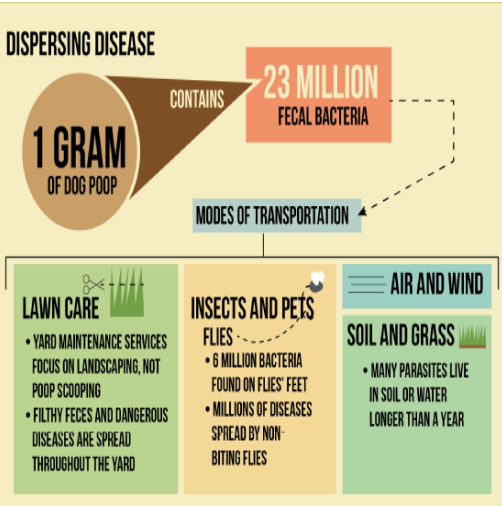 DISPERSING DISEASE
1 GRAM
OF DOG POOP
CONTAINS
23 MILLION
FECAL BACTERIA
MODES OF TRANSPORTATION
LAWN CARE
• YARD MAINTENANCE SERVICES
FOCUS ON LANDSCAPING, NOT
POOP SCOOPING
• FILTHY FECES AND DANGEROUS
DISEASES ARE SPREAD
THROUGHOUT THE YARD
INSECTS AND PETS
FLIES
• 6 MILLION BACTERIA
FOUND ON FLIES' FEET
• MILLIONS OF DISEASES
SPREAD BY NON-
BITING FLIES
AIR AND WIND
SOIL AND GRASS
• MANY PARASITES LIVE
IN SOIL OR WATER
LONGER THAN A YEAR